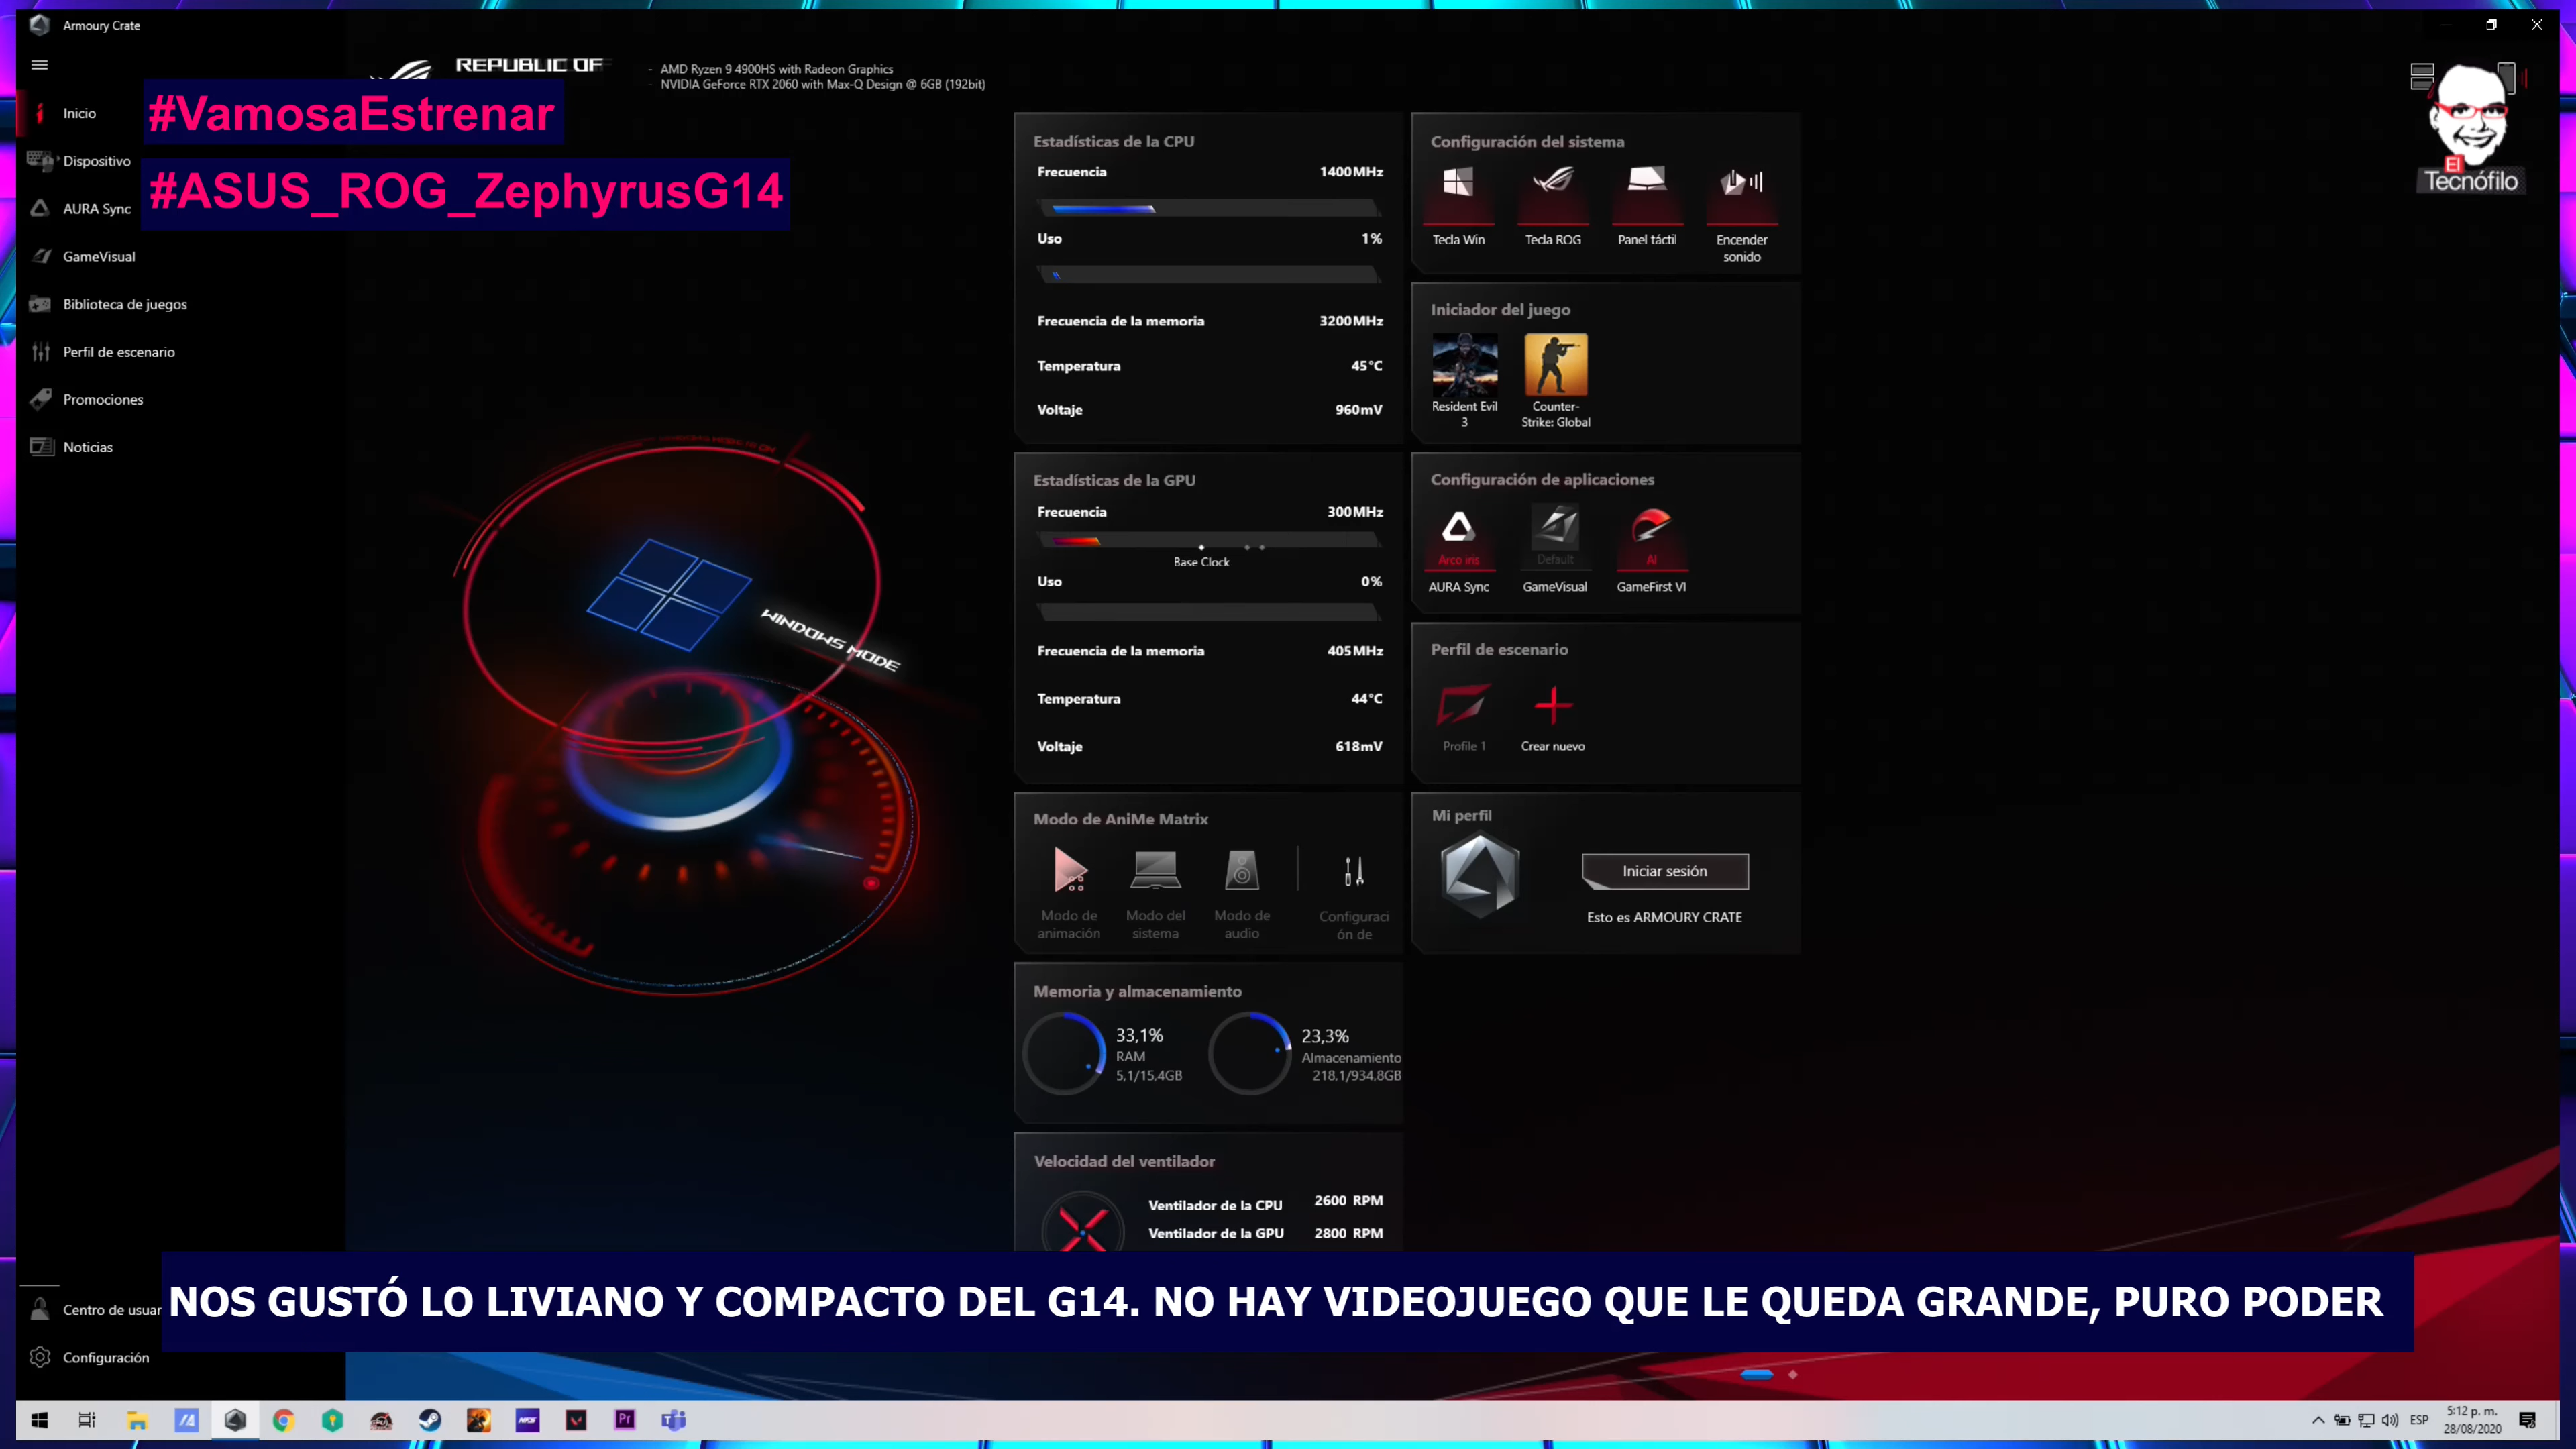 Armoury Crate
REPUBLIC OF
- AMD Ryzen 9 4900HS with Radeon Graphics
- NVIDIA GeForce RTX 2060 with Max-Q Design @ 6GB (192bit)
#VamosaEstrenar
#ASUS_ROG_ZephyrusG14
El
Tecnófilo
Inicio
Dispositivo
AURA Sync
GameVisual
Biblioteca de juegos
Perfil de escenario
Promociones
Noticias
WINDOWS MODE
Estadísticas de la CPU
Frecuencia 1400MHz
Uso 1%
Frecuencia de la memoria 3200MHz
Temperatura 45°C
Voltaje 960mV
Estadísticas de la GPU
Frecuencia 300MHz
Base Clock
Uso 0%
Frecuencia de la memoria 405MHz
Temperatura 44°C
Voltaje 618mV
Modo de AniMe Matrix
Modo de animación
Modo del sistema
Modo de audio
Configuraci
ón de
Memoria y almacenamiento
33,1%
RAM
5,1/15,4GB
23,3%
Almacenamiento
218,1/934,8GB
Velocidad del ventilador
Ventilador de la CPU 2600 RPM
Ventilador de la GPU 2800 RPM
Configuración del sistema
Tecla Win
Tecla ROG
Panel táctil
Encender
sonido
Iniciador del juego
Resident Evil
3
Counter-
Strike: Global
Configuración de aplicaciones
Arco iris
Default
AI
AURA Sync
GameVisual
GameFirst VI
Perfil de escenario
Profile 1
Crear nuevo
Mi perfil
Iniciar sesión
Esto es ARMOURY CRATE
Centro de usuar
NOS GUSTÓ LO LIVIANO Y COMPACTO DEL G14. NO HAY VIDEOJUEGO QUE LE QUEDA GRANDE, PURO PODER
Configuración
Pr
ESP
5:12 p. m.
28/08/2020